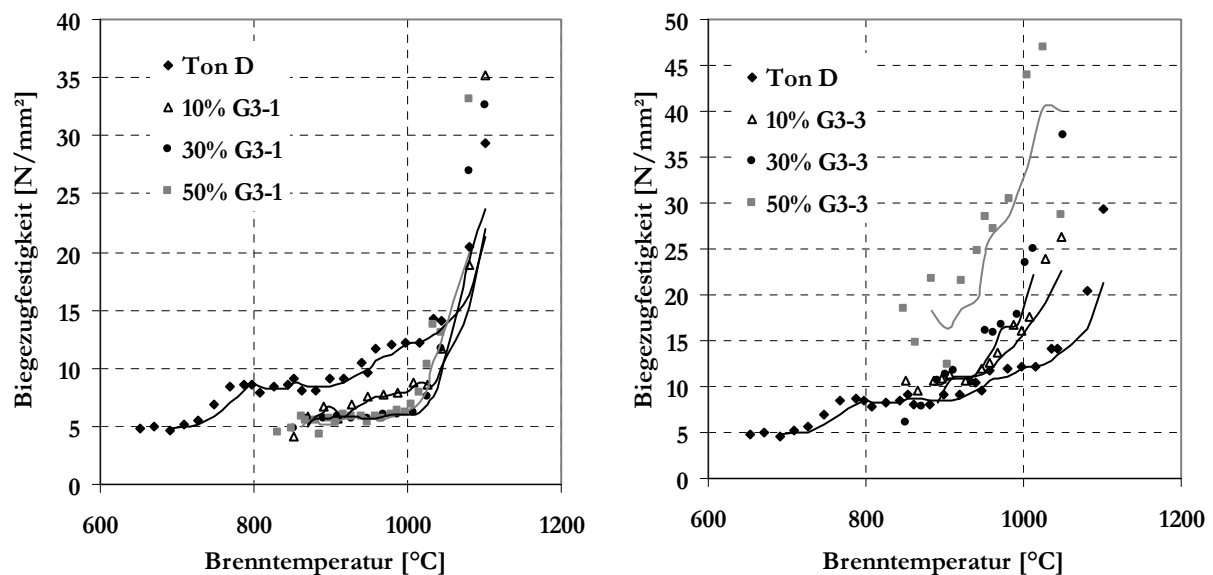 40
35
30
25
20
15
10
5
0
Biegezugfestigkeit [N/mm²]
Ton D
10% G3-1
30% G3-1
50% G3-1
600 800 1000 1200
Brenntemperatur [°C]
50
45
40
35
30
25
20
15
10
5
0
Biegezugfestigkeit [N/mm²]
Ton D
10% G3-3
30% G3-3
50% G3-3
600 800 1000 1200
Brenntemperatur [°C]